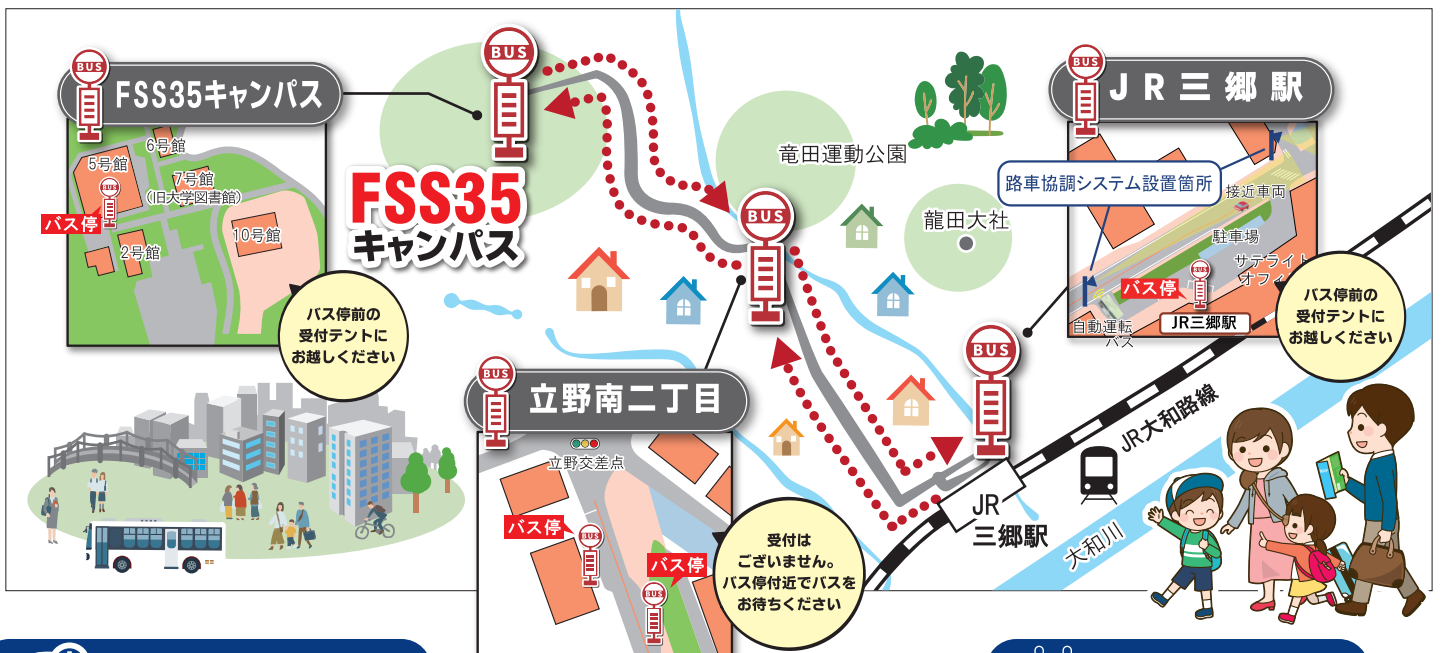 BUS
FSS35キャンパス
6号館
5号館
7号館
(旧大学図書館)
BUS
バス停
10号館
2号館
バス停前の
受付テントに
お越しください
BUS
FSS35
キャンパス
竜田運動公園
龍田大社
BUS
BUS
JR三郷駅
路車協調システム設置箇所
接近車両
駐車場
サテライト
オフィ
BUS
バス停
自動運転
バス
JR三郷駅
バス停前の
受付テントに
お越しください
BUS
JR大和路線
JR
三郷駅
大和川
BUS
立野南二丁目
立野交差点
バス停
BUS
バス停
BUS
受付は
ございません。
バス停付近でバスを
お待ちください